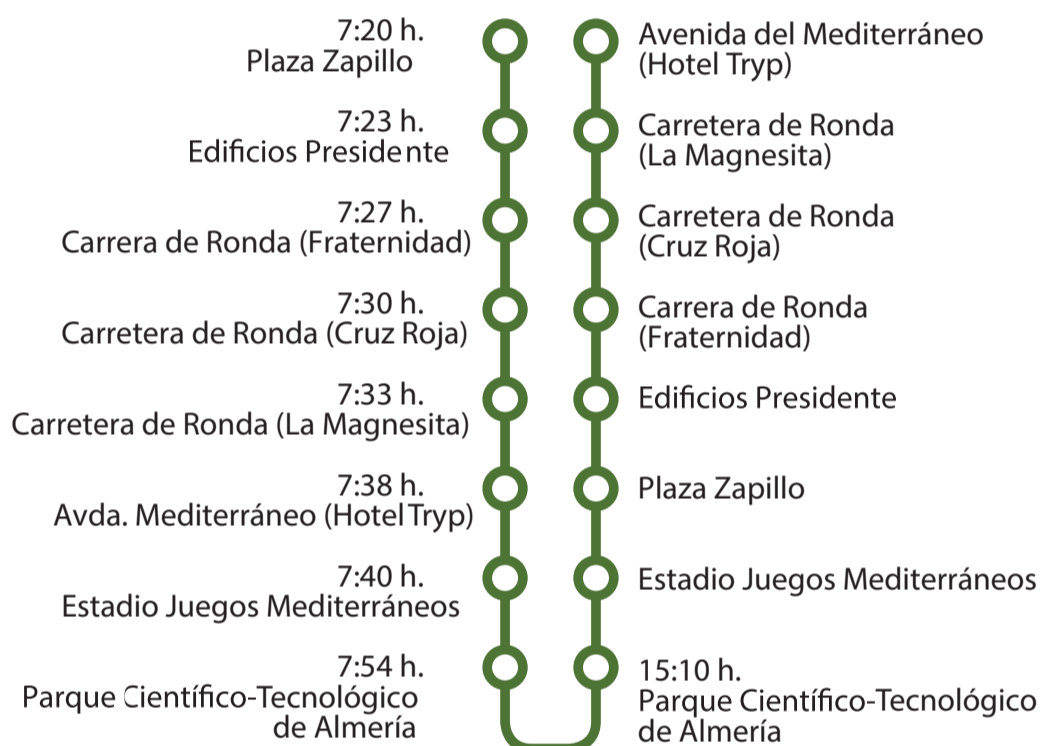 7:20 h.
Plaza Zapillo
7:23 h.
Edificios Presidente
7:27 h.
Carrera de Ronda (Fraternidad)
7:30 h.
Carretera de Ronda (Cruz Roja)
7:33 h.
Carretera de Ronda (La Magnesita)
7:38 h.
Avda. Mediterráneo (Hotel Tryp)
7:40 h.
Estadio Juegos Mediterráneos
7:54 h.
Parque Científico-Tecnológico
de Almería
Avenida del Mediterráneo
(Hotel Tryp)
Carretera de Ronda
(La Magnesita)
Carretera de Ronda
(Cruz Roja)
Carrera de Ronda
(Fraternidad)
Edificios Presidente
Plaza Zapillo
Estadio Juegos Mediterráneos
15:10 h.
Parque Científico-Tecnológico
de Almería